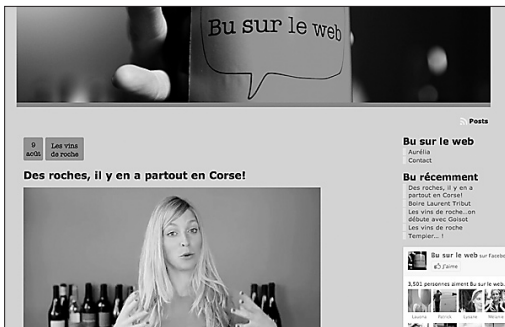 Bu sur le web
Posts
9
août
Les vins
de roche
Des roches, il y en a partout en Corse!
Bu sur le web
Aurélia
Contact
Bu récemment
Des roches, il y en a
partout en Corse!
Boire Laurent Tribut
Les vins de roche...on
débute avec Goisot
Les vins de roche
Tempier... !
Bu sur le web sur Facebo
J'aime
3,501 personnes aiment Bu sur le web.
Patrick